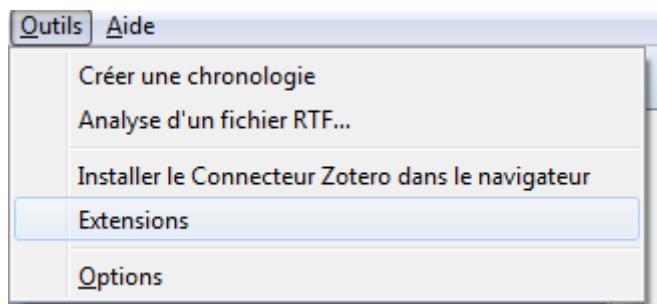 Outils Aide
Créer une chronologie
Analyse d'un fichier RTF...
Installer le Connecteur Zotero dans le navigateur
Extensions
Options